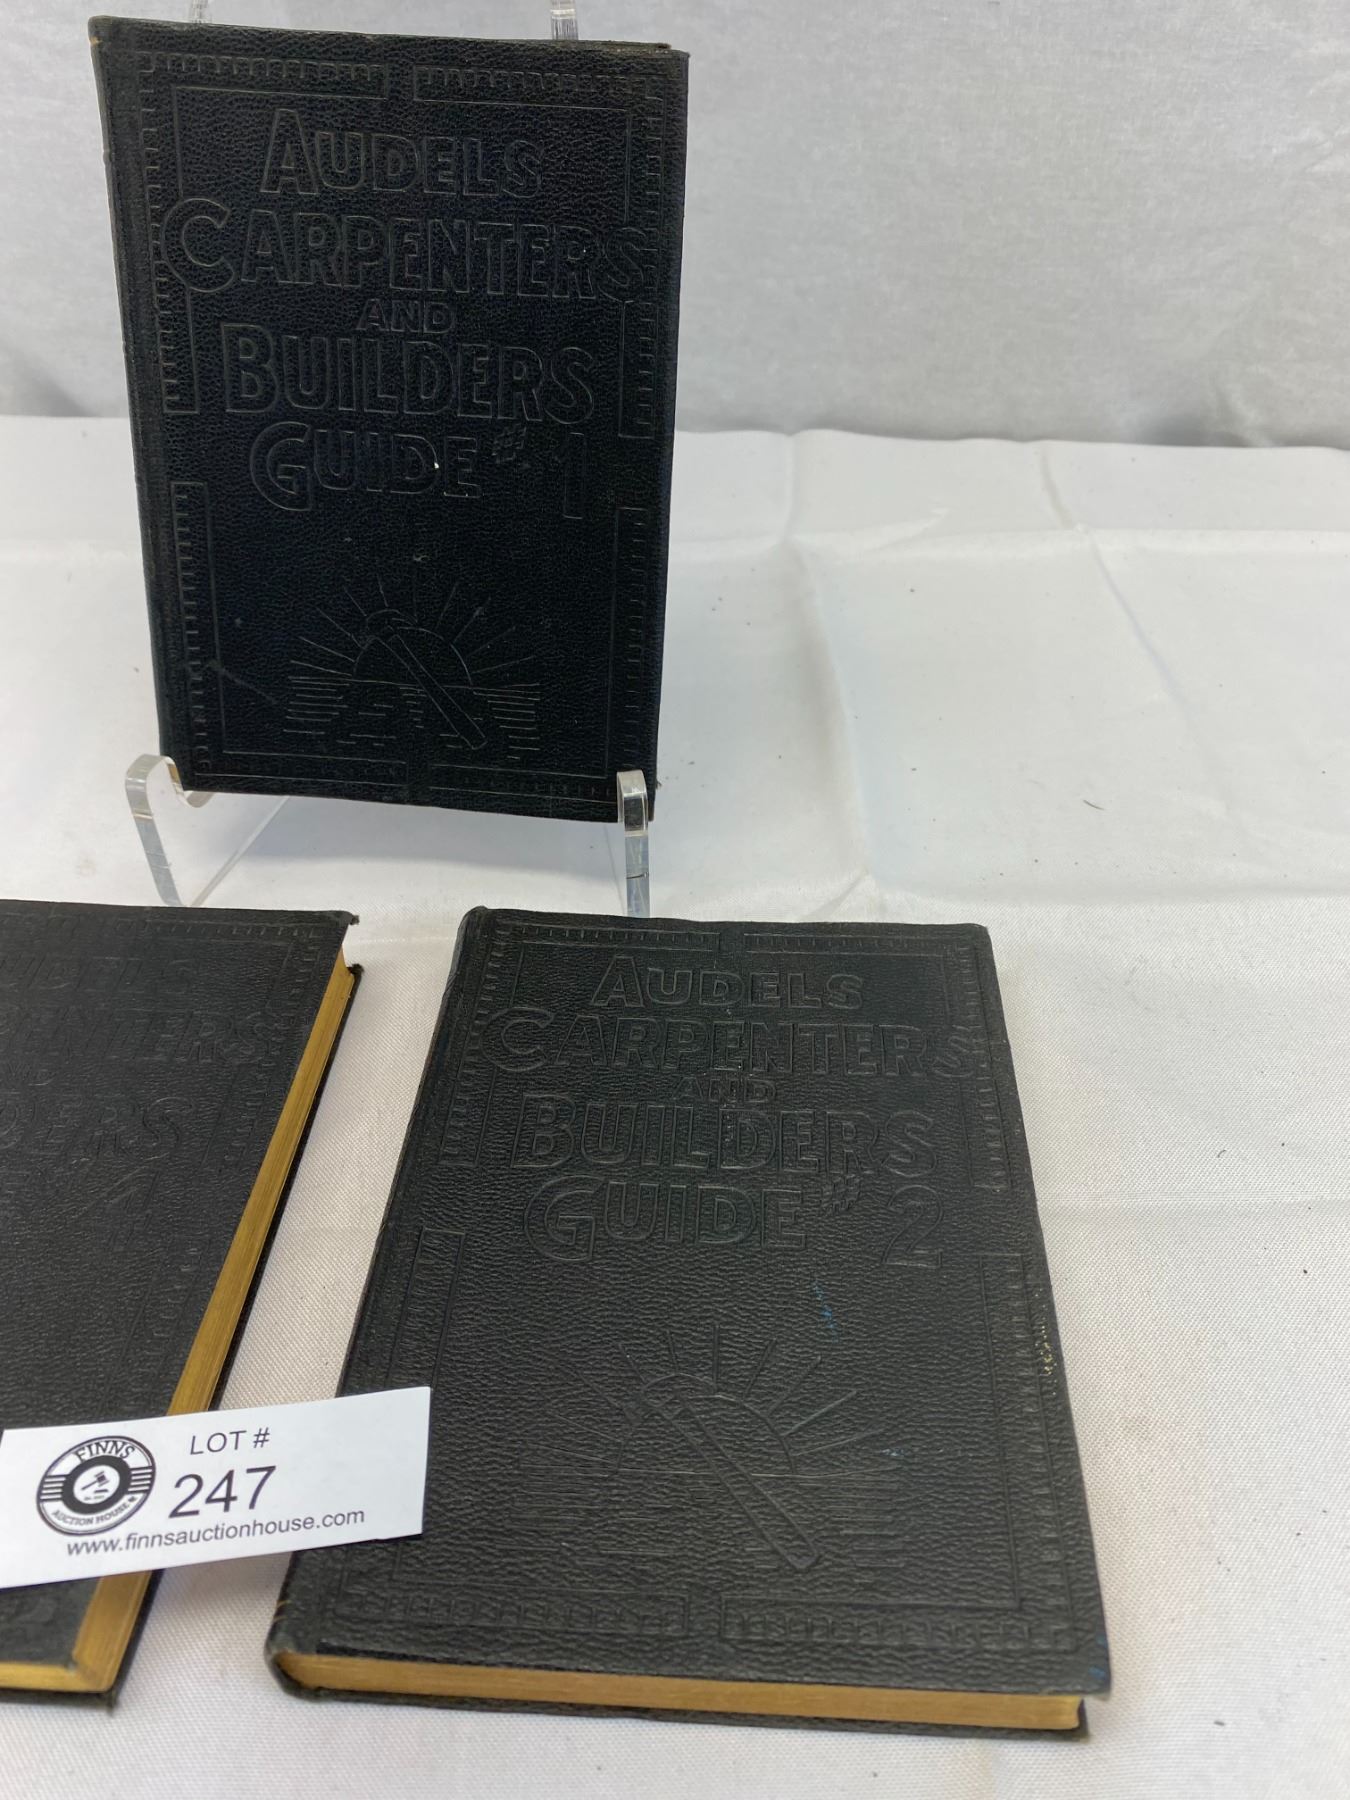 AUDELS
CARPENTERS
AND
BUILDERS
GUIDE # 1
AUDELS
CARPENTERS
AND
BUILDERS
GUIDE # 2
4
FINNS
AUCTION HOUSE
LOT #
247
www.finnsauctionhouse.com